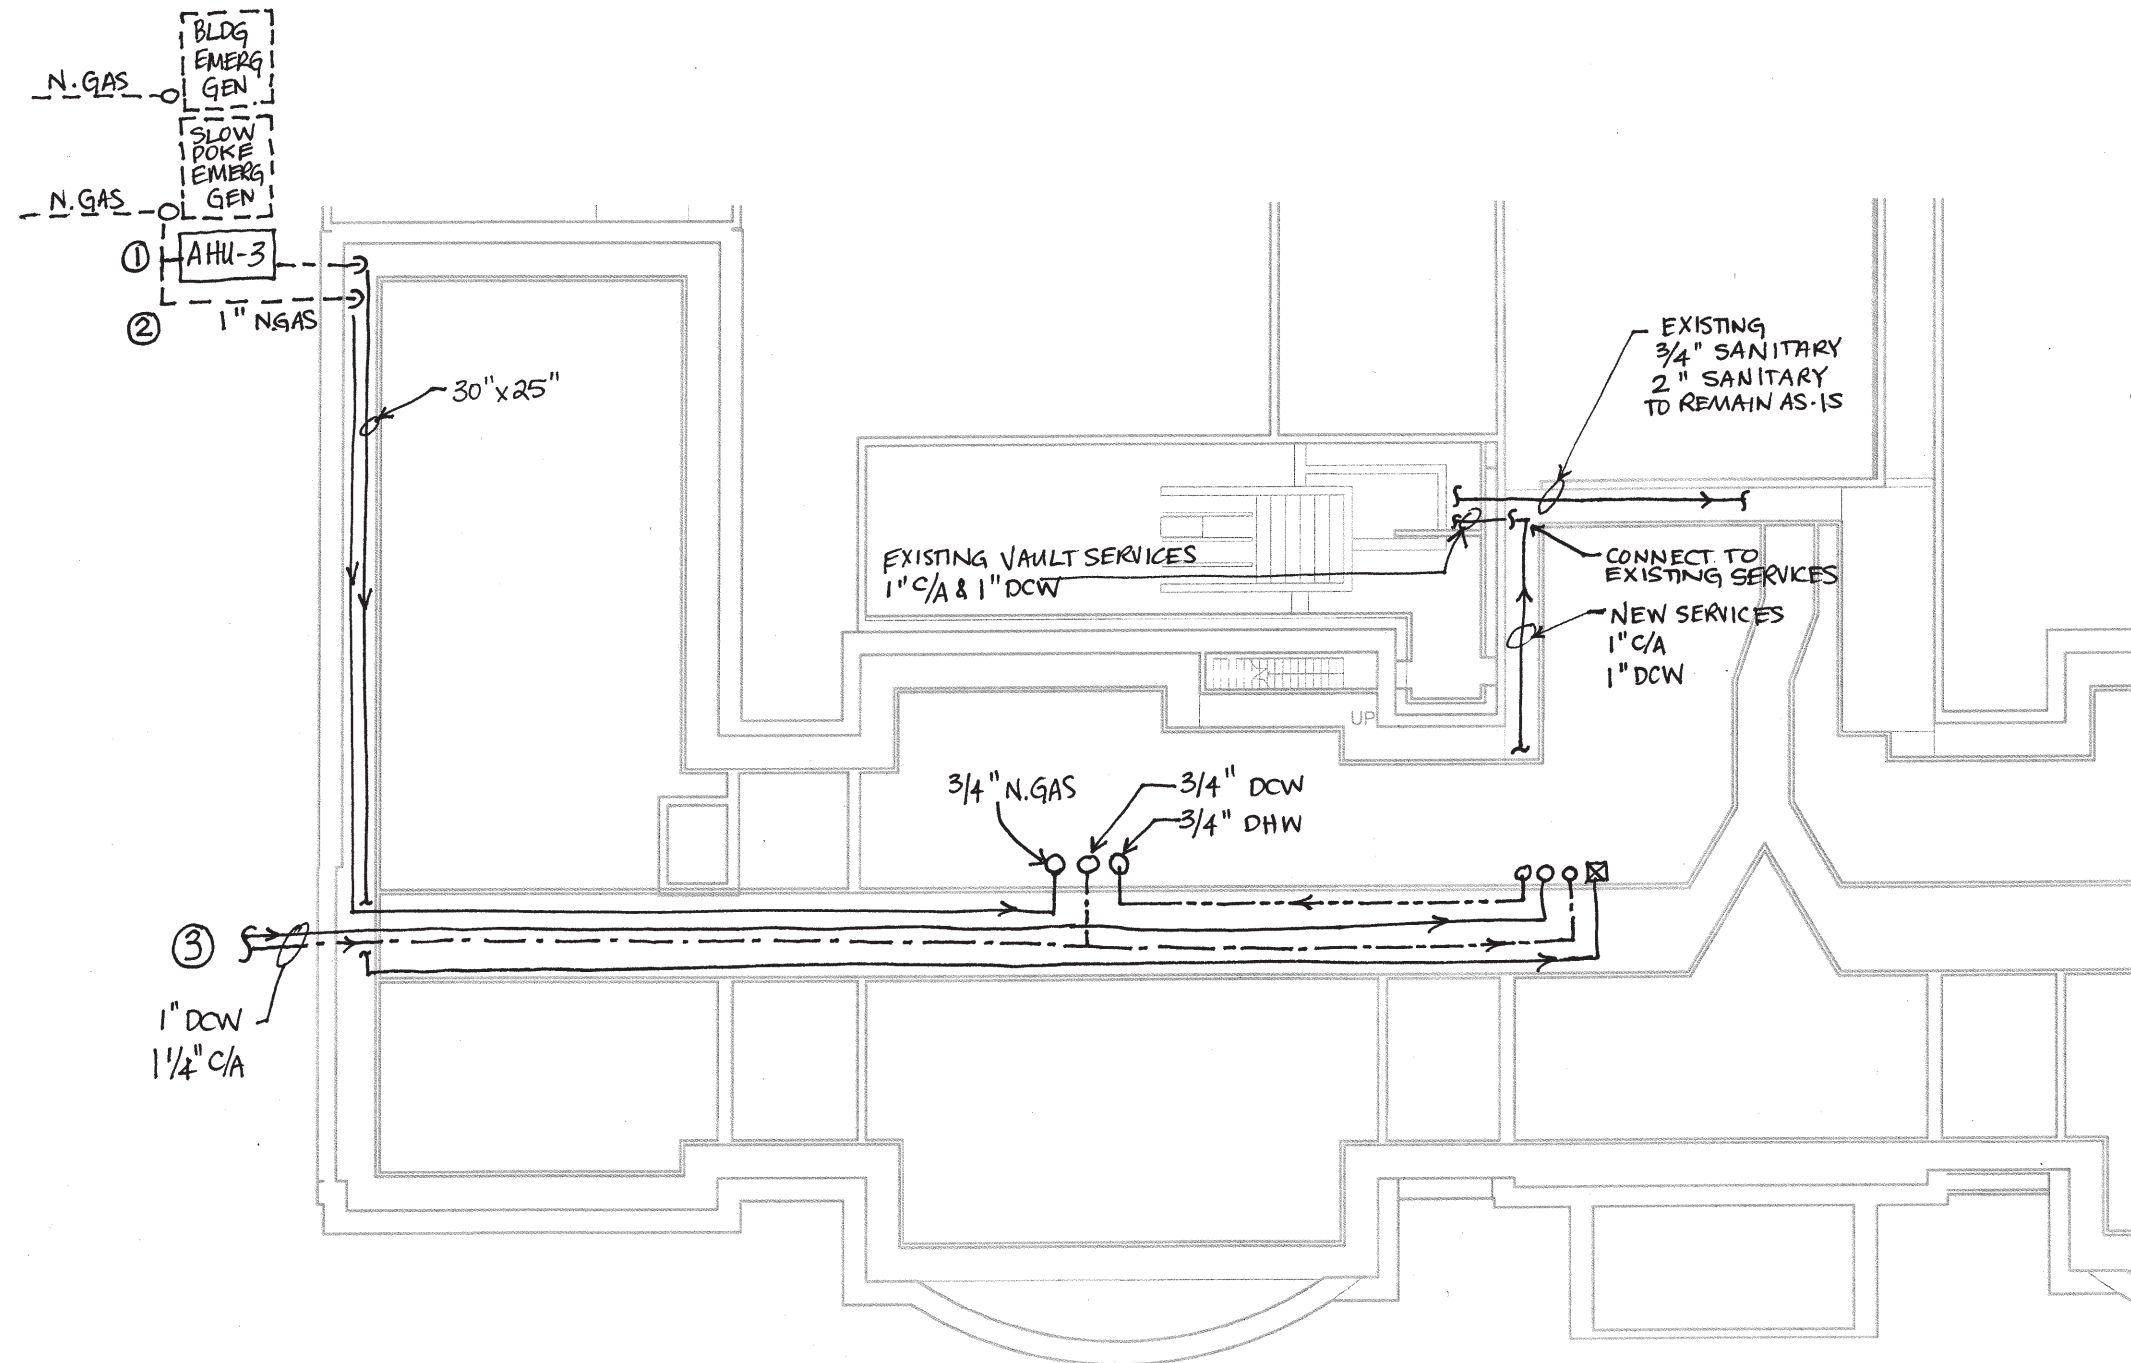 BLDG
EMERG
GEN.
N.GAS
SLOW
POKE
EMERG
GEN
N.GAS
① AHU-3
② 1" N.GAS
30"x25"
EXISTING
3/4" SANITARY
2" SANITARY
TO REMAIN AS-IS
EXISTING VAULT SERVICES
1" C/A & 1" DCW
CONNECT TO
EXISTING SERVICES
NEW SERVICES
1" C/A
1" DCW
UP
3/4" N.GAS
3/4" DCW
3/4" DHW
③
1" DCW
1 1/4" C/A